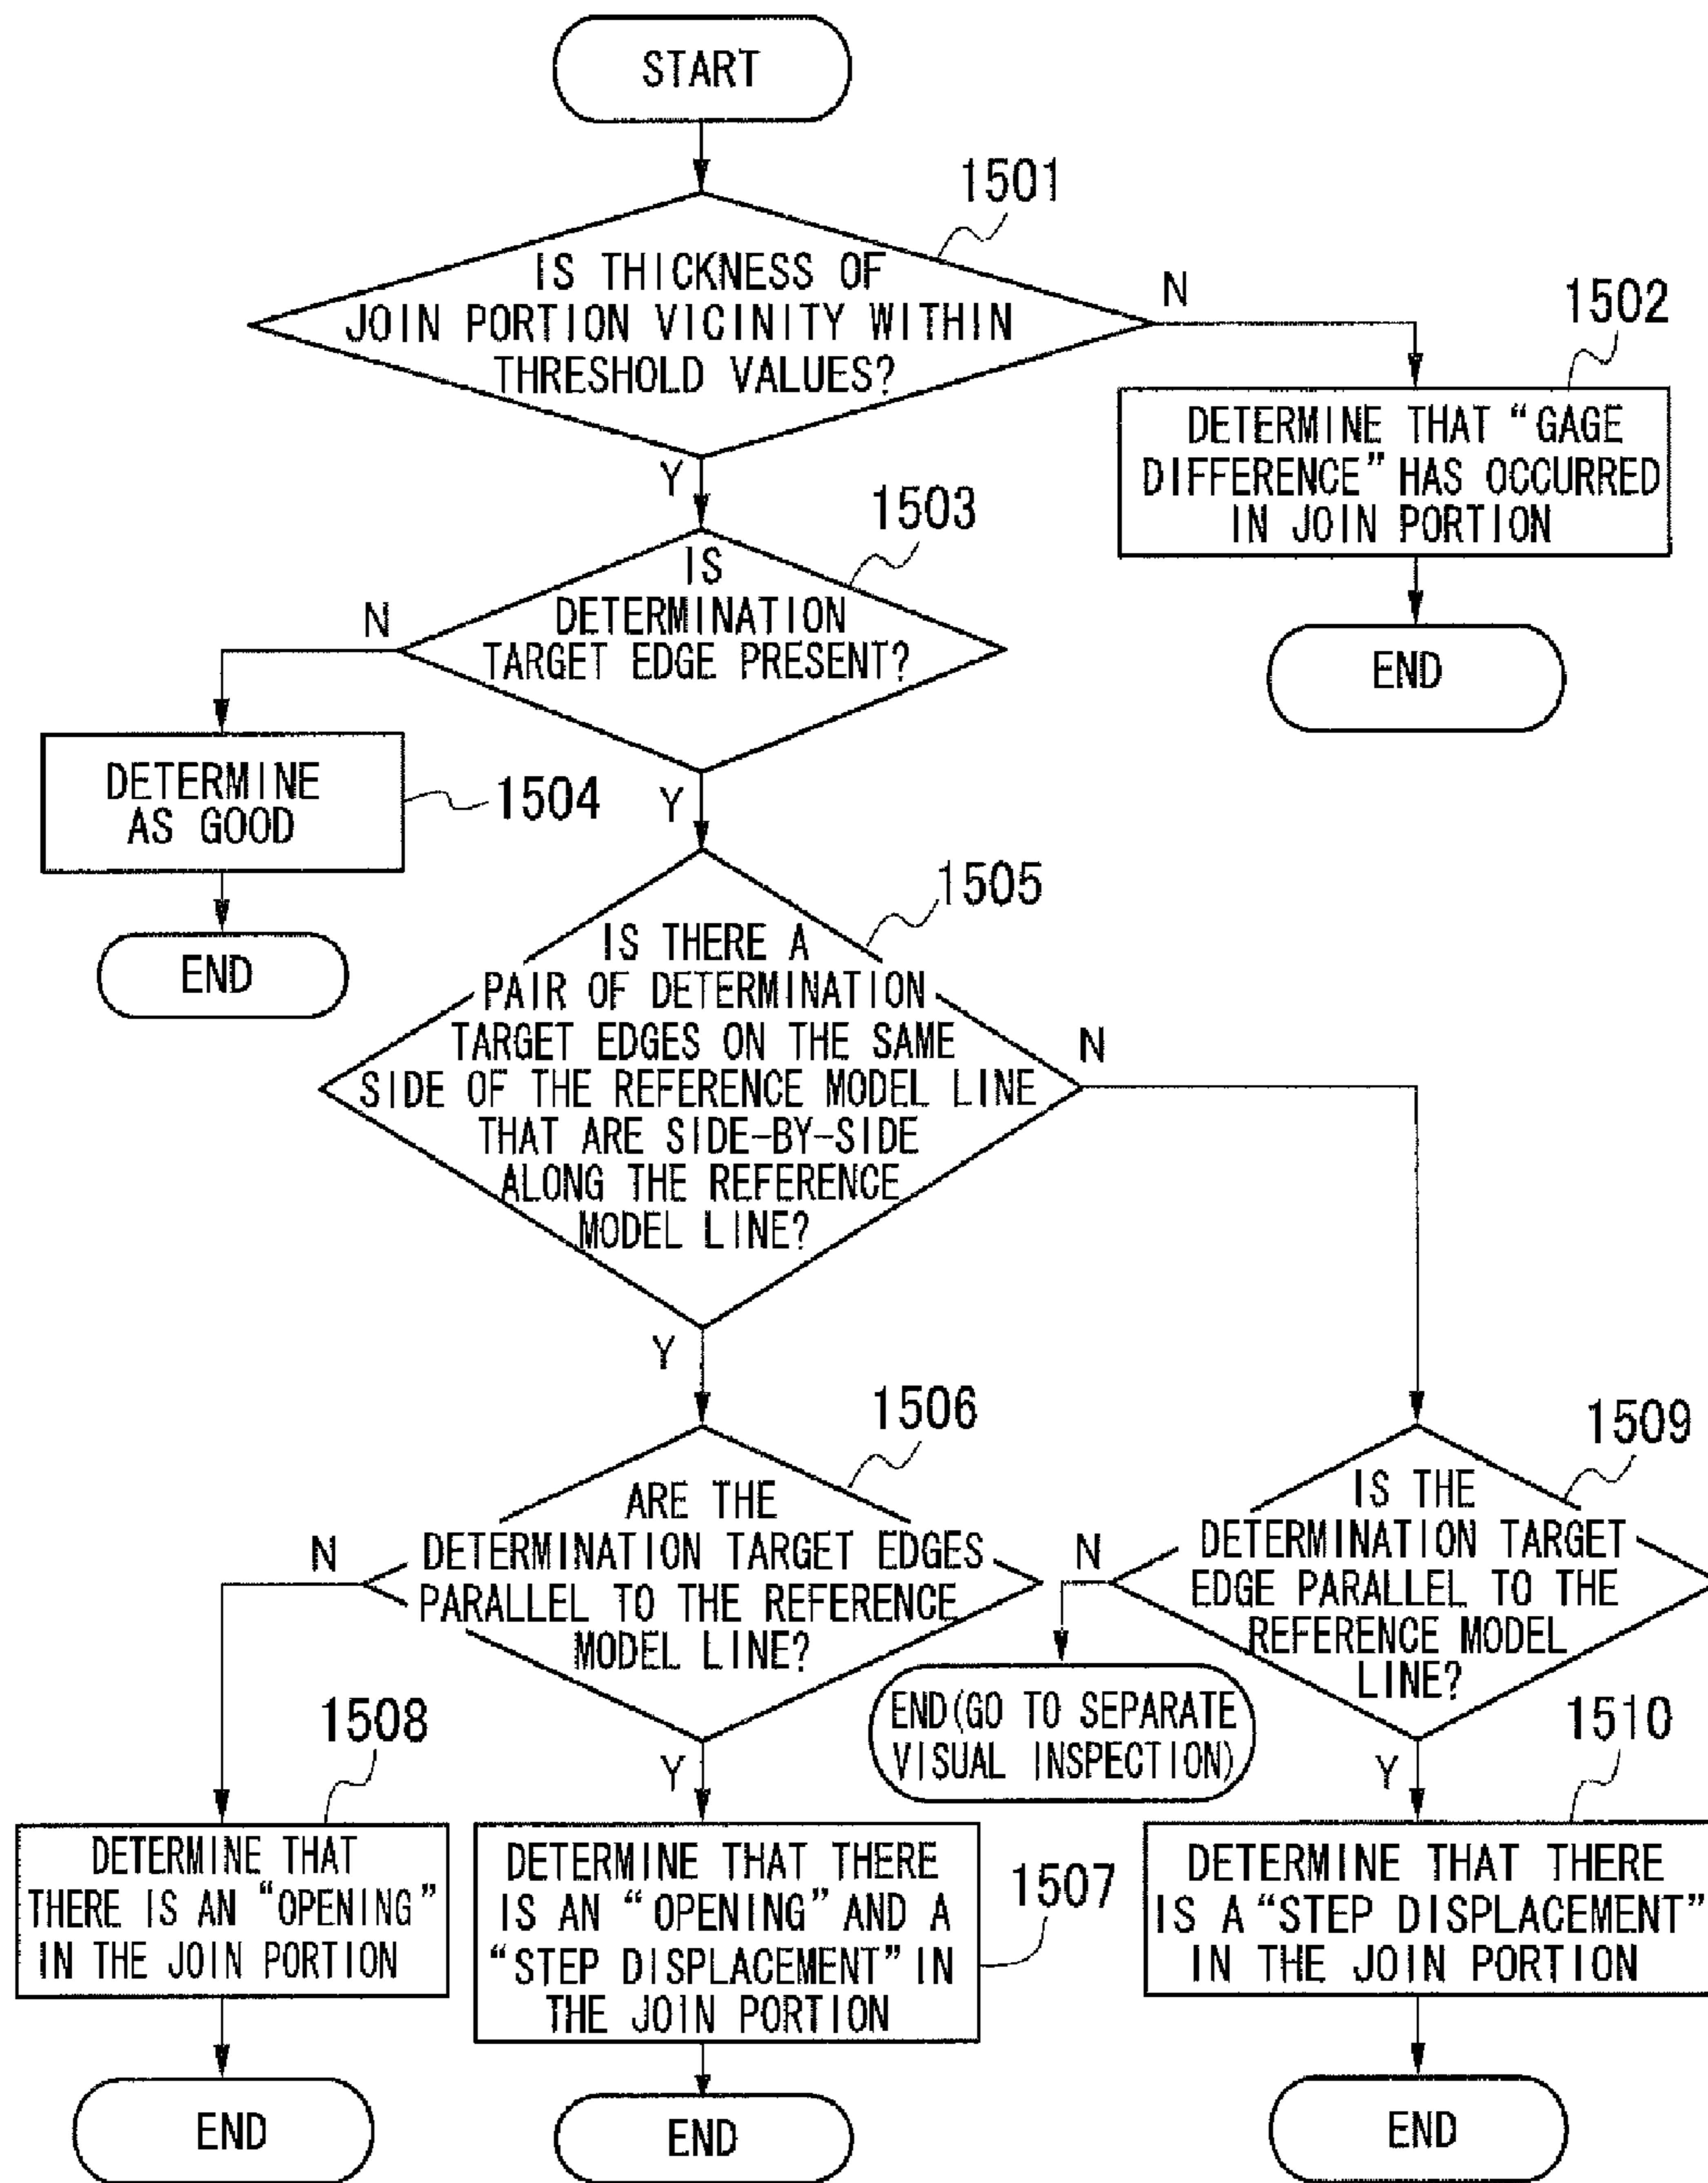 START
1501
IS THICKNESS OF
JOIN PORTION VICINITY WITHIN
THRESHOLD VALUES?
N
1502
DETERMINE THAT “GAGE
DIFFERENCE” HAS OCCURRED
IN JOIN PORTION
END
Y
1503
IS
DETERMINATION
TARGET EDGE PRESENT?
N
DETERMINE
AS GOOD
1504
END
Y
1505
IS THERE A
PAIR OF DETERMINATION
TARGET EDGES ON THE SAME
SIDE OF THE REFERENCE MODEL LINE
THAT ARE SIDE-BY-SIDE
ALONG THE REFERENCE
MODEL LINE?
N
Y
1506
ARE THE
DETERMINATION TARGET EDGES
PARALLEL TO THE REFERENCE
MODEL LINE?
N
1509
IS THE
DETERMINATION TARGET
EDGE PARALLEL TO THE
REFERENCE MODEL
LINE?
N
END(GO TO SEPARATE
VISUAL INSPECTION)
1508
DETERMINE THAT
THERE IS AN “OPENING”
IN THE JOIN PORTION
END
Y
DETERMINE THAT THERE
IS AN “OPENING” AND A
“STEP DISPLACEMENT” IN
THE JOIN PORTION
1507
END
Y
1510
DETERMINE THAT THERE
IS A “STEP DISPLACEMENT”
IN THE JOIN PORTION
END